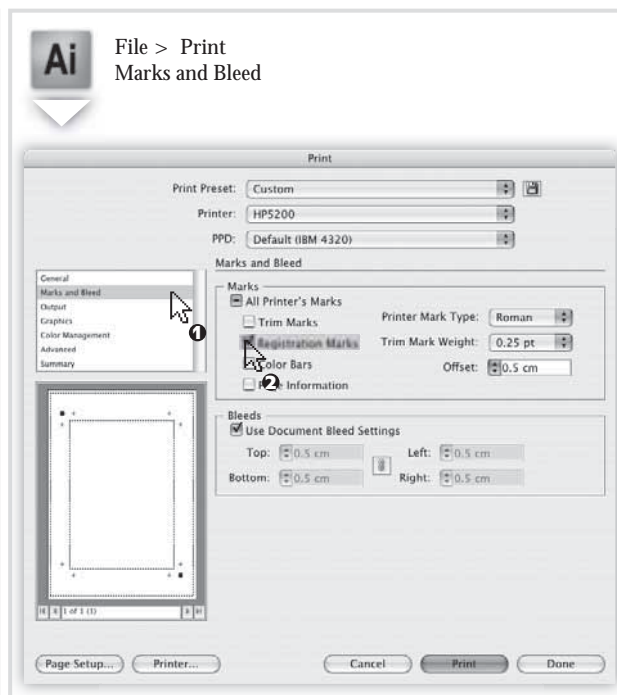 Ai
File > Print
Marks and Bleed
Print
Print Preset: Custom
Printer: HP5200
PPD: Default (IBM 4320)
Marks and Bleed
General
Marks and Bleed
Output
Graphics
Color Management
Advanced
Summary
1
Marks
All Printer's Marks
Trim Marks
Registration Marks
Color Bars
2
Information
Printer Mark Type: Roman
Trim Mark Weight: 0.25 pt
Offset: 0.5 cm
Bleeds
Use Document Bleed Settings
Top: 0.5 cm Left: 0.5 cm
Bottom: 0.5 cm Right: 0.5 cm
1 of 1 (1)
Page Setup... Printer... Cancel Print Done